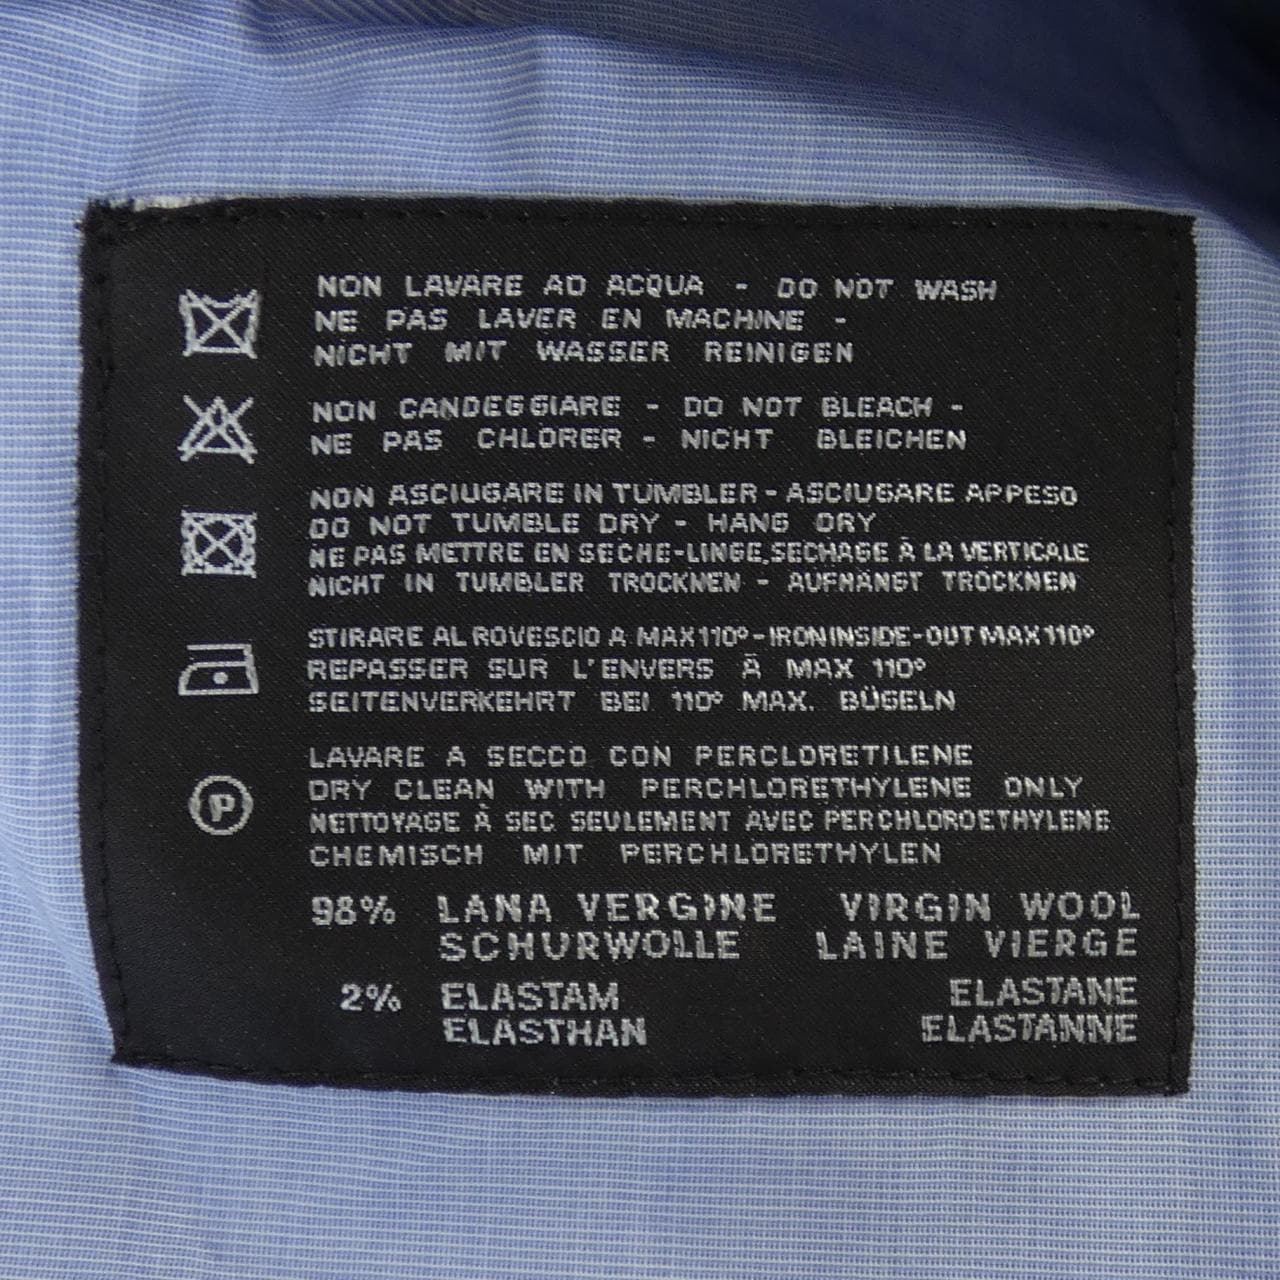 NON LAVARE AD ACQUA - DO NOT WASH
NE PAS LAVER EN MACHINE -
NICHT MIT WASSER REINIGEN
NON CANDEGGIARE - DO NOT BLEACH -
NE PAS CHLORER - NICHT BLEICHEN
NON ASCIUGARE IN TUMBLER - ASCIUGARE APPESO
DO NOT TUMBLE DRY - HANG DRY
NE PAS METTRE EN SECHE-LINGE,SECHAGE À LA VERTICALE
NICHT IN TUMBLER TROCKNEN - AUFHÄNGT TROCKNEN
STIRARE AL ROVESCIO A MAX 110° - IRON INSIDE-OUT MAX 110°
REPASSER SUR L'ENVERS À MAX 110°
SEITENVERKEHRT BEI 110° MAX. BÜGELN
LAVARE A SECCO CON PERCLORETILENE
P DRY CLEAN WITH PERCHLORETHYLENE ONLY
NETTOYAGE À SEC SEULEMENT AVEC PERCHLOROETHYLENE
CHEMISCH MIT PERCHLORETHYLEN
98% LANA VERGINE VIRGIN WOOL
SCHURWOLLE LAINE VIERGE
2% ELASTAM ELASTANE
ELASTHAN ELASTANNE